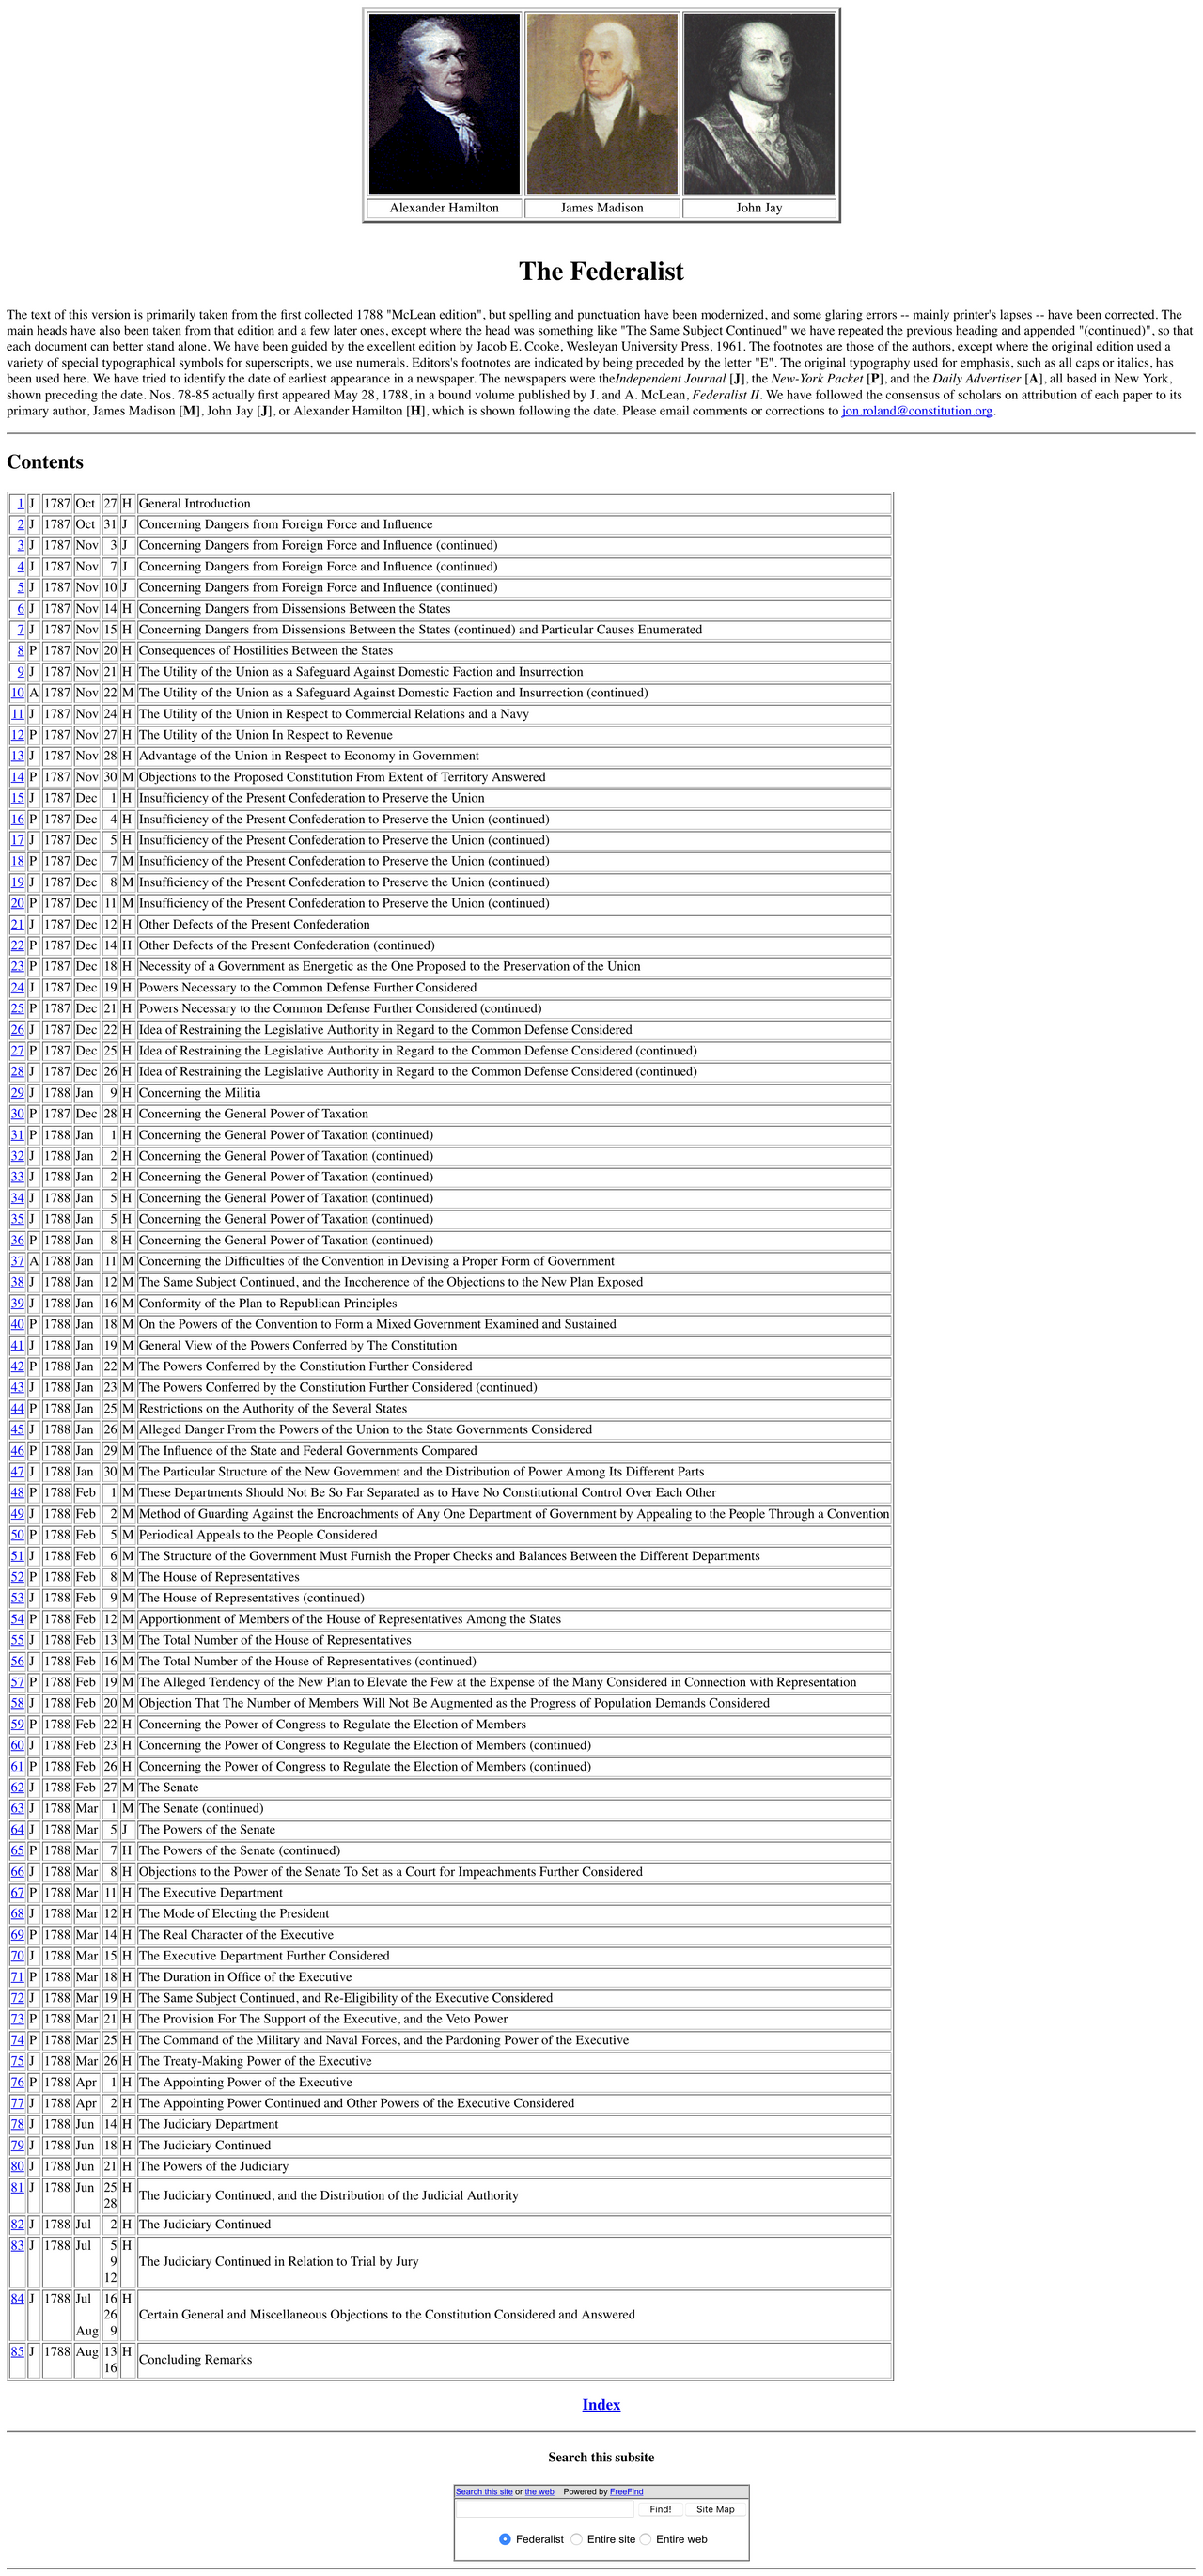 Alexander Hamilton James Madison John Jay
The Federalist
The text of this version is primarily taken from the first collected 1788 "McLean edition", but spelling and punctuation have been modernized, and some glaring errors -- mainly printer's lapses -- have been corrected. The
main heads have also been taken from that edition and a few later ones, except where the head was something like "The Same Subject Continued" we have repeated the previous heading and appended "(continued)", so that
each document can better stand alone. We have been guided by the excellent edition by Jacob E. Cooke, Wesleyan University Press, 1961. The footnotes are those of the authors, except where the original edition used a
variety of special typographical symbols for superscripts, we use numerals. Editors's footnotes are indicated by being preceded by the letter "E". The original typography used for emphasis, such as all caps or italics, has
been used here. We have tried to identify the date of earliest appearance in a newspaper. The newspapers were theIndependent Journal [J], the New-York Packet [P], and the Daily Advertiser [A], all based in New York,
shown preceding the date. Nos. 78-85 actually first appeared May 28, 1788, in a bound volume published by J. and A. McLean, Federalist II. We have followed the consensus of scholars on attribution of each paper to its
primary author, James Madison [M], John Jay [J], or Alexander Hamilton [H], which is shown following the date. Please email comments or corrections to jon.roland@constitution.org.
Contents
1 J 1787 Oct 27 H General Introduction
2 J 1787 Oct 31 J Concerning Dangers from Foreign Force and Influence
3 J 1787 Nov 3 J Concerning Dangers from Foreign Force and Influence (continued)
4 J 1787 Nov 7 J Concerning Dangers from Foreign Force and Influence (continued)
5 J 1787 Nov 10 J Concerning Dangers from Foreign Force and Influence (continued)
6 J 1787 Nov 14 H Concerning Dangers from Dissensions Between the States
7 J 1787 Nov 15 H Concerning Dangers from Dissensions Between the States (continued) and Particular Causes Enumerated
8 P 1787 Nov 20 H Consequences of Hostilities Between the States
9 J 1787 Nov 21 H The Utility of the Union as a Safeguard Against Domestic Faction and Insurrection
10 A 1787 Nov 22 M The Utility of the Union as a Safeguard Against Domestic Faction and Insurrection (continued)
11 J 1787 Nov 24 H The Utility of the Union in Respect to Commercial Relations and a Navy
12 P 1787 Nov 27 H The Utility of the Union In Respect to Revenue
13 J 1787 Nov 28 H Advantage of the Union in Respect to Economy in Government
14 P 1787 Nov 30 M Objections to the Proposed Constitution From Extent of Territory Answered
15 J 1787 Dec 1 H Insufficiency of the Present Confederation to Preserve the Union
16 P 1787 Dec 4 H Insufficiency of the Present Confederation to Preserve the Union (continued)
17 J 1787 Dec 5 H Insufficiency of the Present Confederation to Preserve the Union (continued)
18 P 1787 Dec 7 M Insufficiency of the Present Confederation to Preserve the Union (continued)
19 J 1787 Dec 8 M Insufficiency of the Present Confederation to Preserve the Union (continued)
20 P 1787 Dec 11 M Insufficiency of the Present Confederation to Preserve the Union (continued)
21 J 1787 Dec 12 H Other Defects of the Present Confederation
22 P 1787 Dec 14 H Other Defects of the Present Confederation (continued)
23 P 1787 Dec 18 H Necessity of a Government as Energetic as the One Proposed to the Preservation of the Union
24 J 1787 Dec 19 H Powers Necessary to the Common Defense Further Considered
25 P 1787 Dec 21 H Powers Necessary to the Common Defense Further Considered (continued)
26 J 1787 Dec 22 H Idea of Restraining the Legislative Authority in Regard to the Common Defense Considered
27 P 1787 Dec 25 H Idea of Restraining the Legislative Authority in Regard to the Common Defense Considered (continued)
28 J 1787 Dec 26 H Idea of Restraining the Legislative Authority in Regard to the Common Defense Considered (continued)
29 J 1788 Jan 9 H Concerning the Militia
30 P 1787 Dec 28 H Concerning the General Power of Taxation
31 P 1788 Jan 1 H Concerning the General Power of Taxation (continued)
32 J 1788 Jan 2 H Concerning the General Power of Taxation (continued)
33 J 1788 Jan 2 H Concerning the General Power of Taxation (continued)
34 J 1788 Jan 5 H Concerning the General Power of Taxation (continued)
35 J 1788 Jan 5 H Concerning the General Power of Taxation (continued)
36 P 1788 Jan 8 H Concerning the General Power of Taxation (continued)
37 A 1788 Jan 11 M Concerning the Difficulties of the Convention in Devising a Proper Form of Government
38 J 1788 Jan 12 M The Same Subject Continued, and the Incoherence of the Objections to the New Plan Exposed
39 J 1788 Jan 16 M Conformity of the Plan to Republican Principles
40 P 1788 Jan 18 M On the Powers of the Convention to Form a Mixed Government Examined and Sustained
41 J 1788 Jan 19 M General View of the Powers Conferred by The Constitution
42 P 1788 Jan 22 M The Powers Conferred by the Constitution Further Considered
43 J 1788 Jan 23 M The Powers Conferred by the Constitution Further Considered (continued)
44 P 1788 Jan 25 M Restrictions on the Authority of the Several States
45 J 1788 Jan 26 M Alleged Danger From the Powers of the Union to the State Governments Considered
46 P 1788 Jan 29 M The Influence of the State and Federal Governments Compared
47 J 1788 Jan 30 M The Particular Structure of the New Government and the Distribution of Power Among Its Different Parts
48 P 1788 Feb 1 M These Departments Should Not Be So Far Separated as to Have No Constitutional Control Over Each Other
49 J 1788 Feb 2 M Method of Guarding Against the Encroachments of Any One Department of Government by Appealing to the People Through a Convention
50 P 1788 Feb 5 M Periodical Appeals to the People Considered
51 J 1788 Feb 6 M The Structure of the Government Must Furnish the Proper Checks and Balances Between the Different Departments
52 P 1788 Feb 8 M The House of Representatives
53 J 1788 Feb 9 M The House of Representatives (continued)
54 P 1788 Feb 12 M Apportionment of Members of the House of Representatives Among the States
55 J 1788 Feb 13 M The Total Number of the House of Representatives
56 J 1788 Feb 16 M The Total Number of the House of Representatives (continued)
57 P 1788 Feb 19 M The Alleged Tendency of the New Plan to Elevate the Few at the Expense of the Many Considered in Connection with Representation
58 J 1788 Feb 20 M Objection That The Number of Members Will Not Be Augmented as the Progress of Population Demands Considered
59 P 1788 Feb 22 H Concerning the Power of Congress to Regulate the Election of Members
60 J 1788 Feb 23 H Concerning the Power of Congress to Regulate the Election of Members (continued)
61 P 1788 Feb 26 H Concerning the Power of Congress to Regulate the Election of Members (continued)
62 J 1788 Feb 27 M The Senate
63 J 1788 Mar 1 M The Senate (continued)
64 J 1788 Mar 5 J The Powers of the Senate
65 P 1788 Mar 7 H The Powers of the Senate (continued)
66 J 1788 Mar 8 H Objections to the Power of the Senate To Set as a Court for Impeachments Further Considered
67 P 1788 Mar 11 H The Executive Department
68 J 1788 Mar 12 H The Mode of Electing the President
69 P 1788 Mar 14 H The Real Character of the Executive
70 J 1788 Mar 15 H The Executive Department Further Considered
71 P 1788 Mar 18 H The Duration in Office of the Executive
72 J 1788 Mar 19 H The Same Subject Continued, and Re-Eligibility of the Executive Considered
73 P 1788 Mar 21 H The Provision For The Support of the Executive, and the Veto Power
74 P 1788 Mar 25 H The Command of the Military and Naval Forces, and the Pardoning Power of the Executive
75 J 1788 Mar 26 H The Treaty-Making Power of the Executive
76 P 1788 Apr 1 H The Appointing Power of the Executive
77 J 1788 Apr 2 H The Appointing Power Continued and Other Powers of the Executive Considered
78 J 1788 Jun 14 H The Judiciary Department
79 J 1788 Jun 18 H The Judiciary Continued
80 J 1788 Jun 21 H The Powers of the Judiciary
81 J 1788 Jun 25 H The Judiciary Continued, and the Distribution of the Judicial Authority
28
82 J 1788 Jul 2 H The Judiciary Continued
83 J 1788 Jul 5 H
9 The Judiciary Continued in Relation to Trial by Jury
12
84 J 1788 Jul 16 H
26 Certain General and Miscellaneous Objections to the Constitution Considered and Answered
Aug 9
85 J 1788 Aug 13 H Concluding Remarks
16
Index
Search this subsite
Search this site or the web Powered by FreeFind
Find! Site Map
Federalist Entire site Entire web